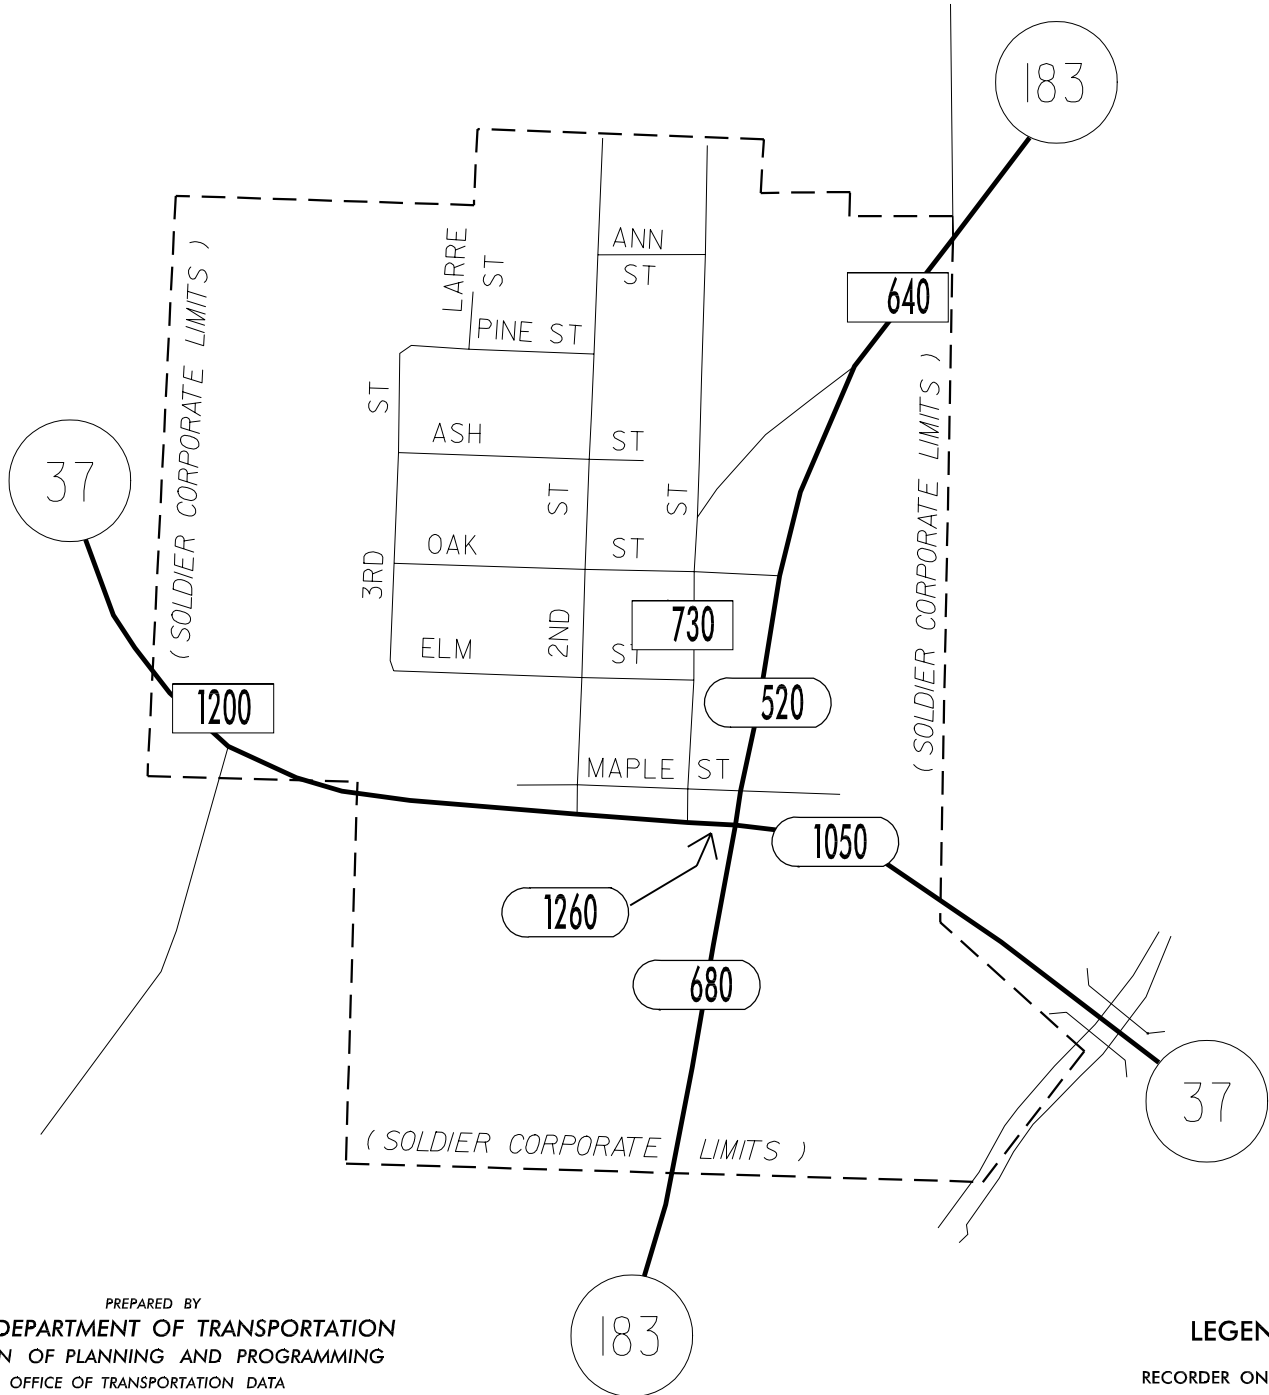 183
ANN
ST
LARRE
ST
640
PINE ST
(SOLDIER CORPORATE LIMITS)
(SOLDIER CORPORATE LIMITS)
ST
ASH ST
37
ST
ST
OAK ST
3RD
2ND
730
ELM ST
1200
520
MAPLE ST
1050
1260
680
37
(SOLDIER CORPORATE LIMITS)
183
PREPARED BY
DEPARTMENT OF TRANSPORTATION
N OF PLANNING AND PROGRAMMING
OFFICE OF TRANSPORTATION DATA
LEGEN
RECORDER ON